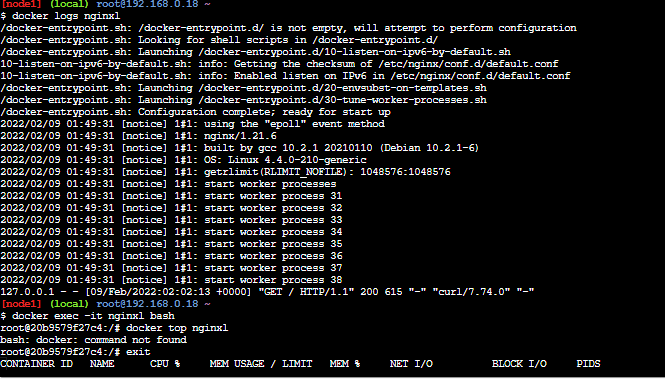 [node1] (local) root@192.168.0.18 ~
$ docker logs nginxl
/docker-entrypoint.sh: /docker-entrypoint.d/ is not empty, will attempt to perform configuration
/docker-entrypoint.sh: Looking for shell scripts in /docker-entrypoint.d/
/docker-entrypoint.sh: Launching /docker-entrypoint.d/10-listen-on-ipv6-by-default.sh
10-listen-on-ipv6-by-default.sh: info: Getting the checksum of /etc/nginx/conf.d/default.conf
10-listen-on-ipv6-by-default.sh: info: Enabled listen on IPv6 in /etc/nginx/conf.d/default.conf
/docker-entrypoint.sh: Launching /docker-entrypoint.d/20-envsubst-on-templates.sh
/docker-entrypoint.sh: Launching /docker-entrypoint.d/30-tune-worker-processes.sh
/docker-entrypoint.sh: Configuration complete; ready for start up
2022/02/09 01:49:31 [notice] 1#1: using the "epoll" event method
2022/02/09 01:49:31 [notice] 1#1: nginx/1.21.6
2022/02/09 01:49:31 [notice] 1#1: built by gcc 10.2.1 20210110 (Debian 10.2.1-6)
2022/02/09 01:49:31 [notice] 1#1: OS: Linux 4.4.0-210-generic
2022/02/09 01:49:31 [notice] 1#1: getrlimit(RLIMIT_NOFILE): 1048576:1048576
2022/02/09 01:49:31 [notice] 1#1: start worker processes
2022/02/09 01:49:31 [notice] 1#1: start worker process 31
2022/02/09 01:49:31 [notice] 1#1: start worker process 32
2022/02/09 01:49:31 [notice] 1#1: start worker process 33
2022/02/09 01:49:31 [notice] 1#1: start worker process 34
2022/02/09 01:49:31 [notice] 1#1: start worker process 35
2022/02/09 01:49:31 [notice] 1#1: start worker process 36
2022/02/09 01:49:31 [notice] 1#1: start worker process 37
2022/02/09 01:49:31 [notice] 1#1: start worker process 38
127.0.0.1 - - [09/Feb/2022:02:02:13 +0000] "GET / HTTP/1.1" 200 615 "-" "curl/7.74.0" "-"
[node1] (local) root@192.168.0.18 ~
$ docker exec -it nginxl bash
root@20b9579f27c4:/# docker top nginxl
bash: docker: command not found
root@20b9579f27c4:/# exit
CONTAINER ID   NAME      CPU %     MEM USAGE / LIMIT   MEM %     NET I/O         BLOCK I/O     PIDS